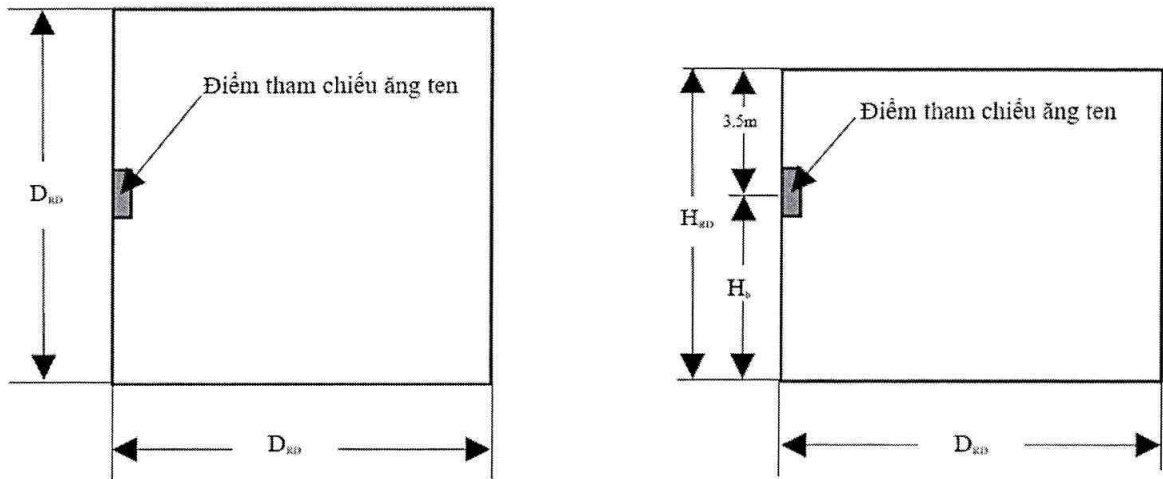 Điểm tham chiếu ăng ten
D_RD
D_RD
3.5m
Điểm tham chiếu ăng ten
H_RD
H_b
D_RD